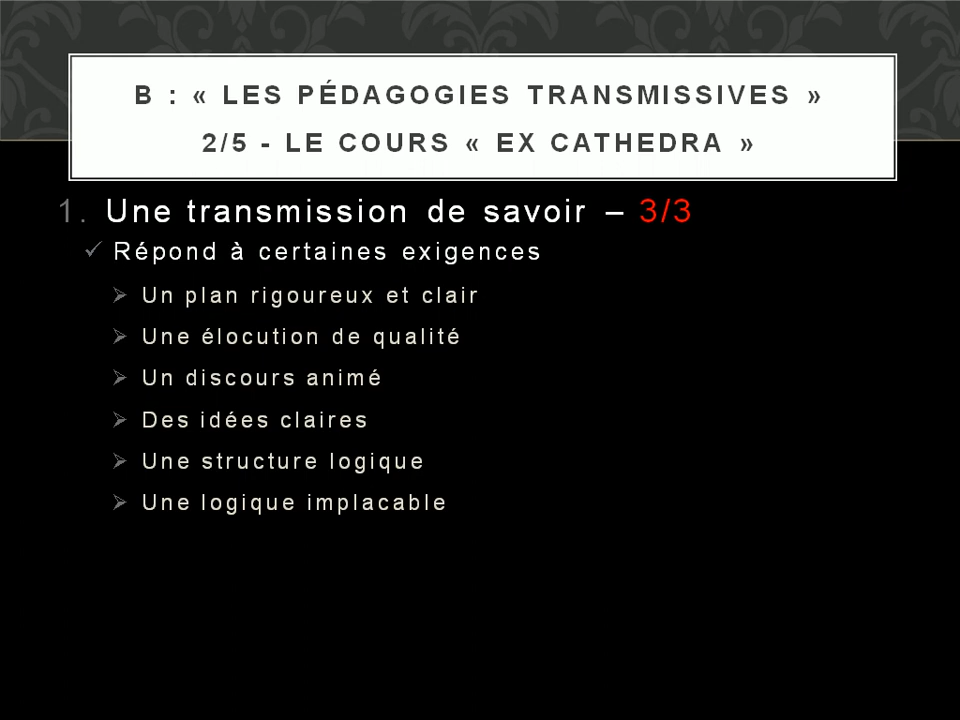 B : « LES PÉDAGOGIES TRANSMISSIVES »
2/5 - LE COURS « EX CATHEDRA »
1. Une transmission de savoir – 3/3
✓ Répond à certaines exigences
➢ Un plan rigoureux et clair
➢ Une élocution de qualité
➢ Un discours animé
➢ Des idées claires
➢ Une structure logique
➢ Une logique implacable